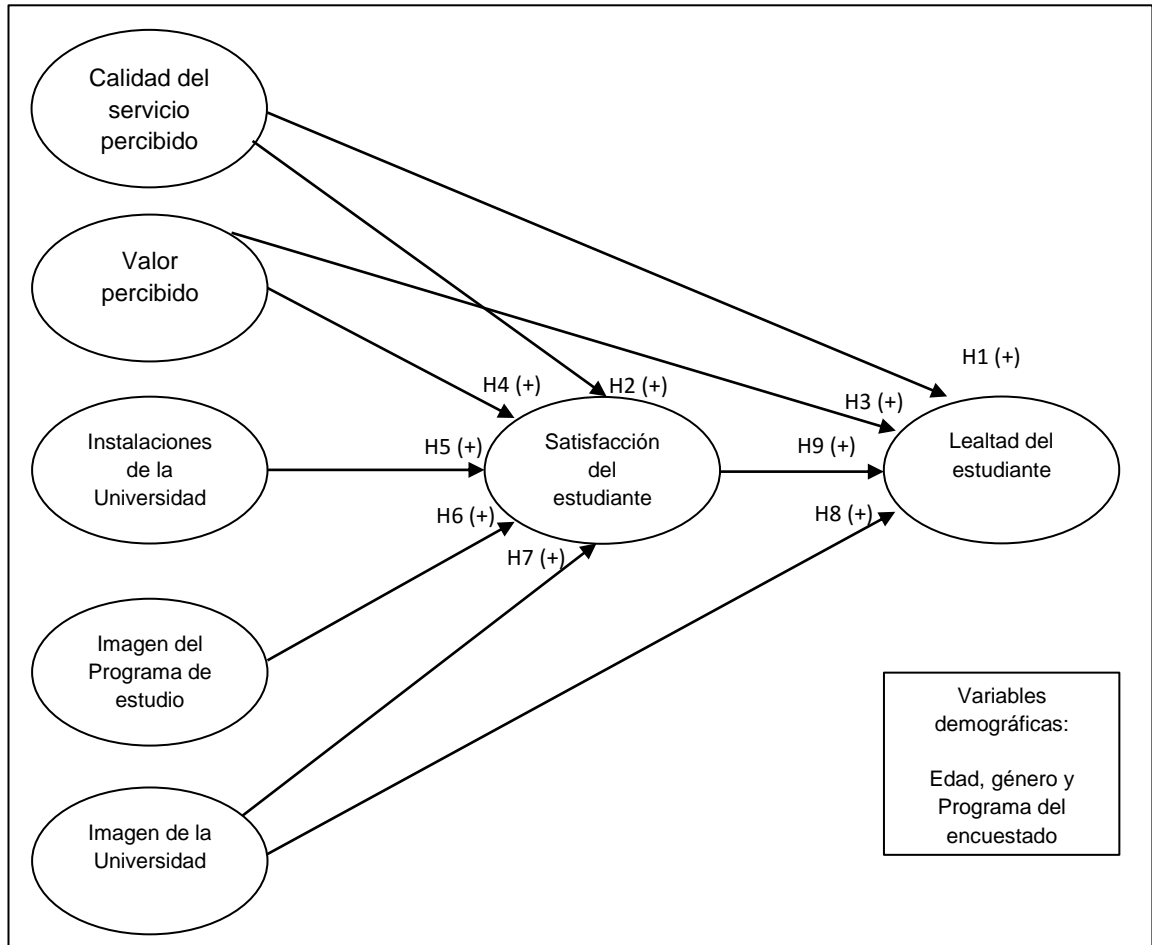 Calidad del
servicio
percibido
Valor
percibido
H1 (+)
H4 (+)
H2 (+)
H3 (+)
Instalaciones
de la
Universidad
H5 (+)
Satisfacción
del
estudiante
H9 (+)
Lealtad del
estudiante
H6 (+)
H8 (+)
H7 (+)
Imagen del
Programa de
estudio
Variables
demográficas:
Edad, género y
Programa del
encuestado
Imagen de la
Universidad